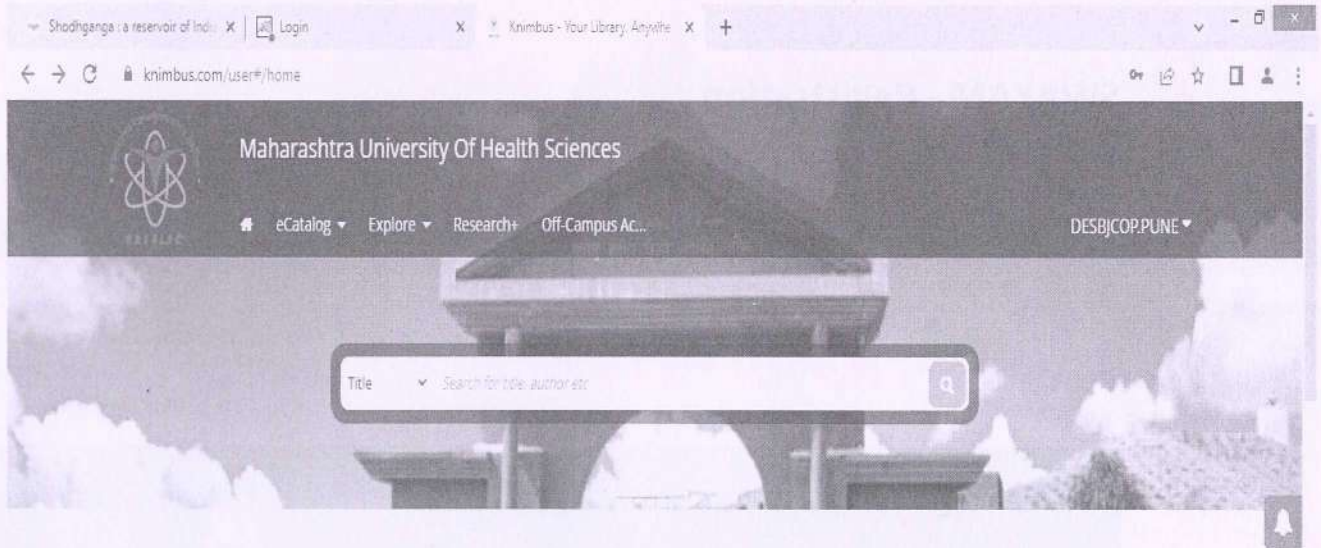 Shodhganga : a reservoir of Indi
Login
Knimbus - Your Library. Anywhe
knimbus.com/user#/home
Maharashtra University Of Health Sciences
eCatalog
Explore
Research+
Off-Campus Ac...
DESBJCOP.PUNE
Title
Search for title, author etc